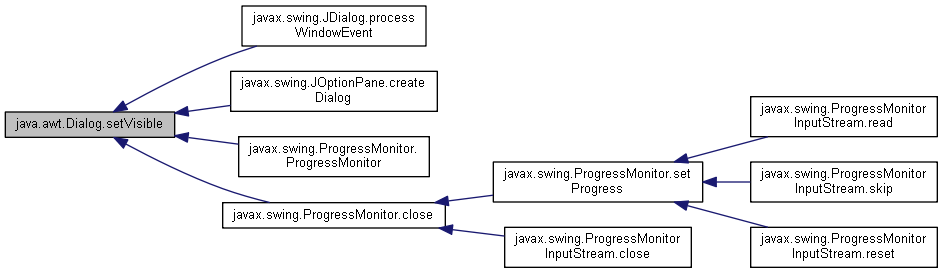 javax.swing.JDialog.process
WindowEvent
javax.swing.JOptionPane.create
Dialog
java.awt.Dialog.setVisible
javax.swing.ProgressMonitor.
ProgressMonitor
javax.swing.ProgressMonitor.close
javax.swing.ProgressMonitor.set
Progress
javax.swing.ProgressMonitor
InputStream.close
javax.swing.ProgressMonitor
InputStream.read
javax.swing.ProgressMonitor
InputStream.skip
javax.swing.ProgressMonitor
InputStream.reset